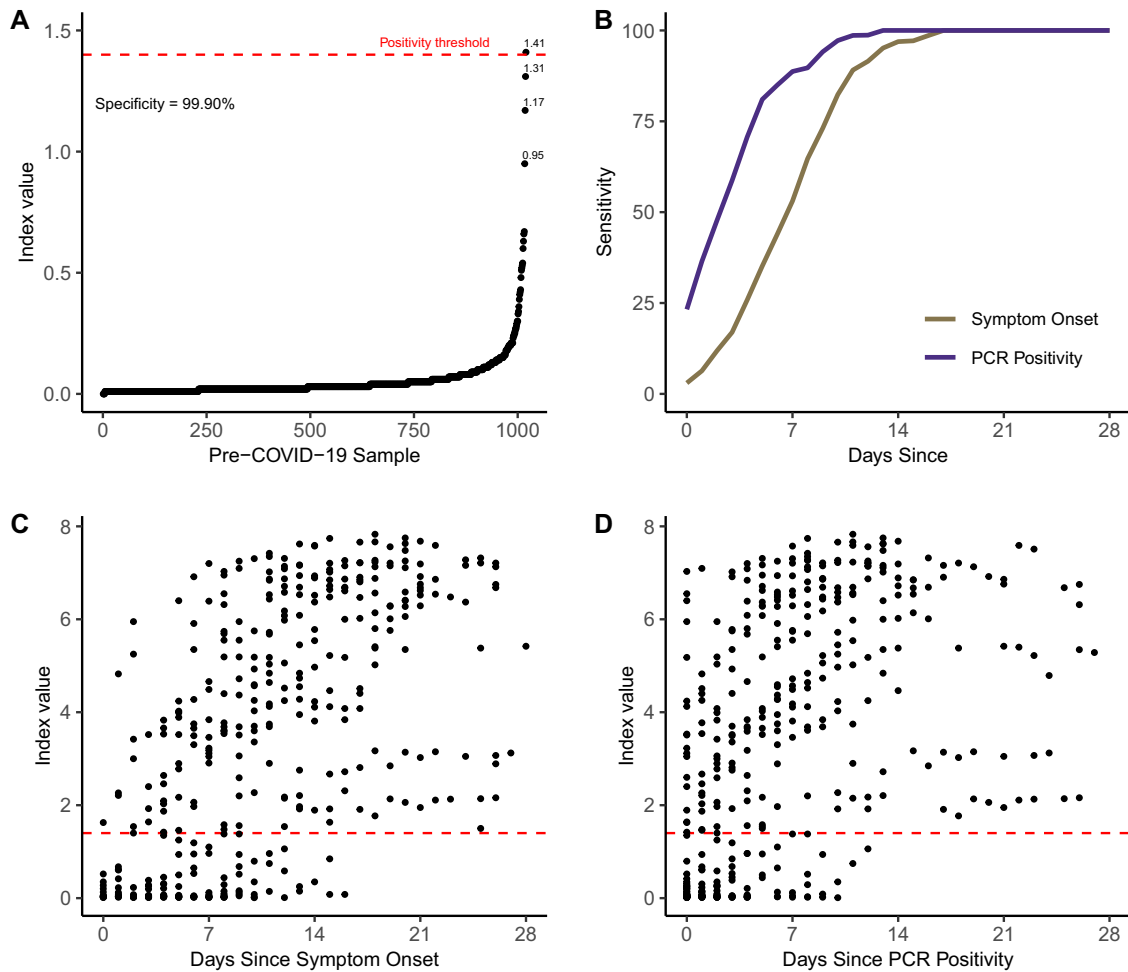 A
1.5
Positivity threshold
1.41
1.31
Specificity = 99.90%
1.17
1.0
0.95
Index value
0.5
0.0
0
250
500
750
1000
Pre−COVID−19 Sample
B
100
75
Sensitivity
50
25
Symptom Onset
PCR Positivity
0
0
7
14
21
28
Days Since
C
8
6
Index value
4
2
0
0
7
14
21
28
Days Since Symptom Onset
D
8
6
Index value
4
2
0
0
7
14
21
28
Days Since PCR Positivity